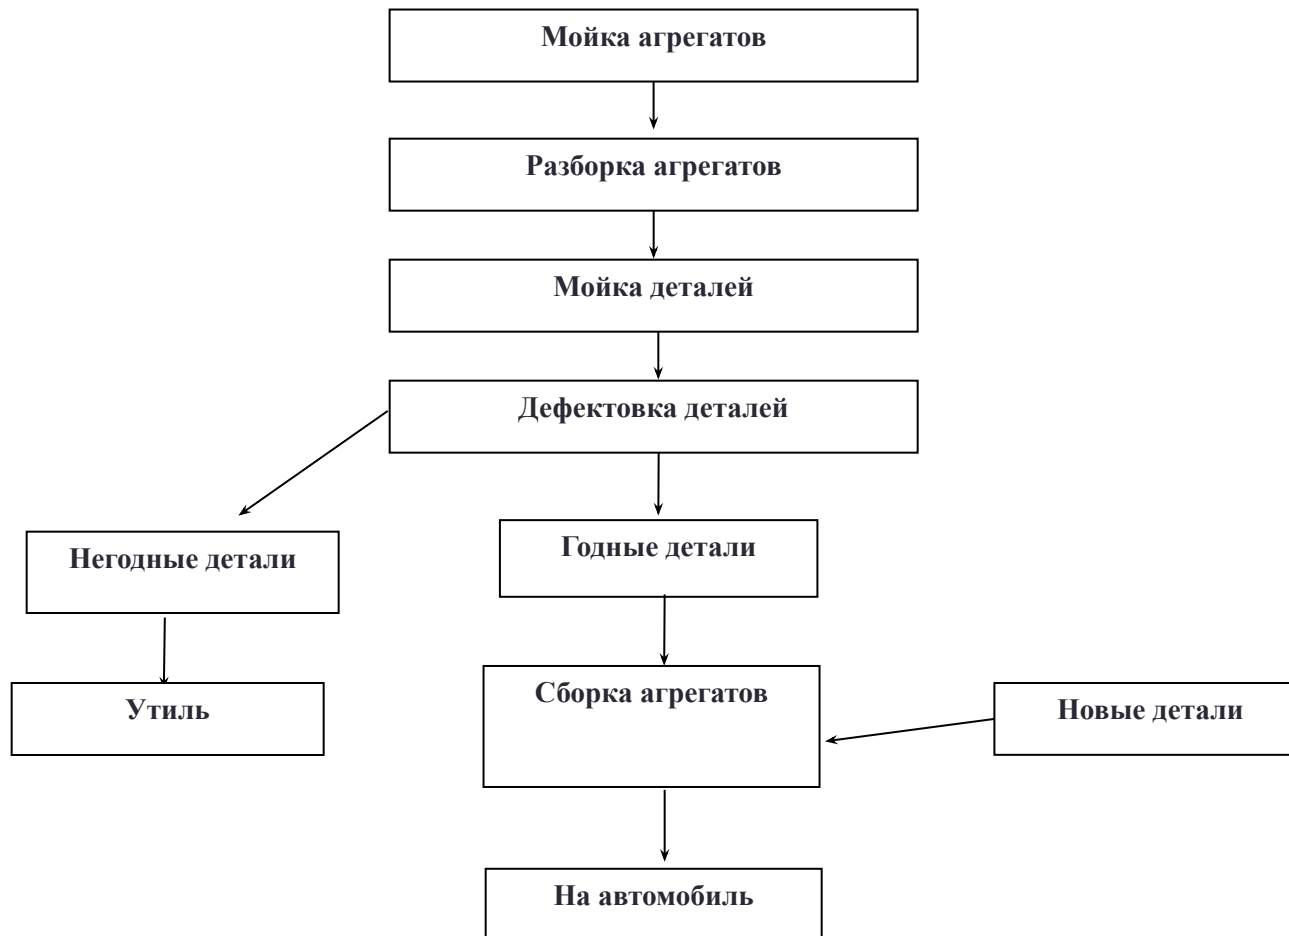 Мойка агрегатов
Разборка агрегатов
Мойка деталей
Дефектовка деталей
Негодные детали
Годные детали
Утиль
Сборка агрегатов
Новые детали
На автомобиль